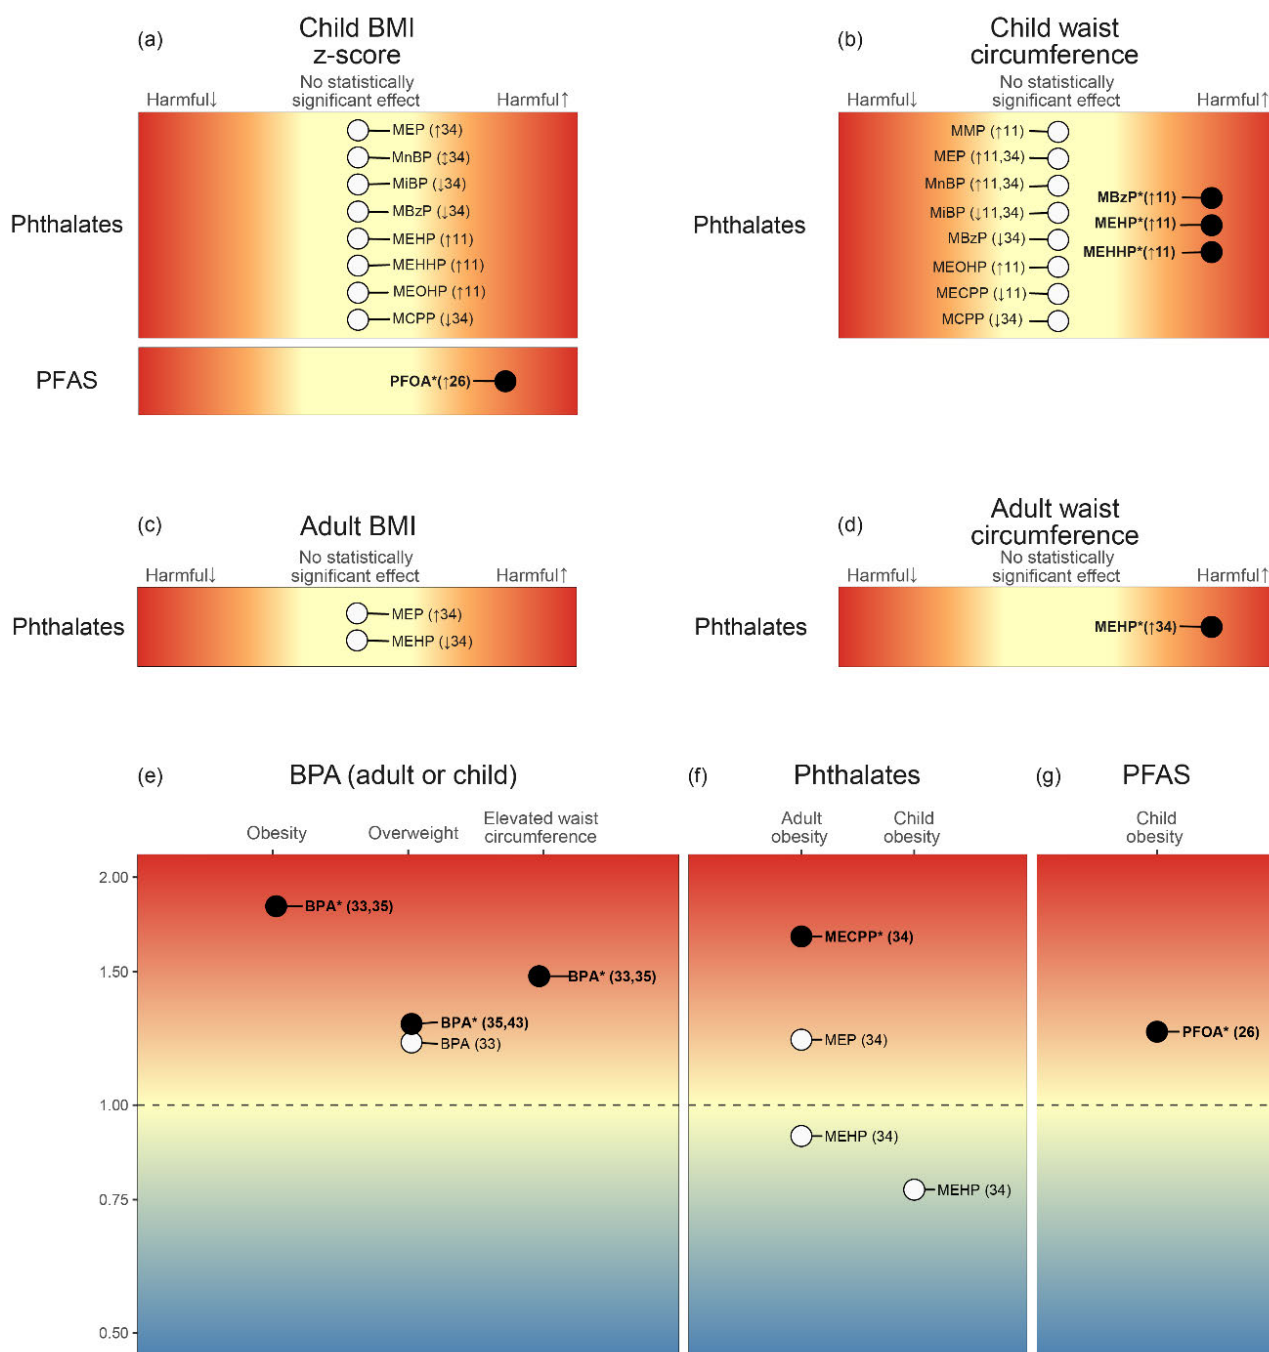 (a)
Child BMI
z-score
Harmful↓
No statistically
significant effect
Harmful↑
Phthalates
MEP (↑34)
MnBP (↕34)
MiBP (↓34)
MBzP (↓34)
MEHP (↑11)
MEHHP (↑11)
MEOHP (↑11)
MCPP (↓34)
PFAS
PFOA*(↑26)
(b)
Child waist
circumference
Harmful↓
No statistically
significant effect
Harmful↑
Phthalates
MMP (↑11)
MEP (↑11,34)
MnBP (↑11,34)
MiBP (↓11,34)
MBzP (↓34)
MEOHP (↑11)
MECPP (↓11)
MCPP (↓34)
MBzP*(↑11)
MEHP*(↑11)
MEHHP*(↑11)
(c)
Adult BMI
Harmful↓
No statistically
significant effect
Harmful↑
Phthalates
MEP (↑34)
MEHP (↓34)
(d)
Adult waist
circumference
Harmful↓
No statistically
significant effect
Harmful↑
Phthalates
MEHP*(↑34)
(e)
BPA (adult or child)
Obesity
Overweight
Elevated waist
circumference
2.00
1.50
1.00
0.75
0.50
BPA* (33,35)
BPA* (33,35)
BPA* (35,43)
BPA (33)
(f)
Phthalates
Adult
obesity
Child
obesity
MECPP* (34)
MEP (34)
MEHP (34)
MEHP (34)
(g)
PFAS
Child
obesity
PFOA* (26)